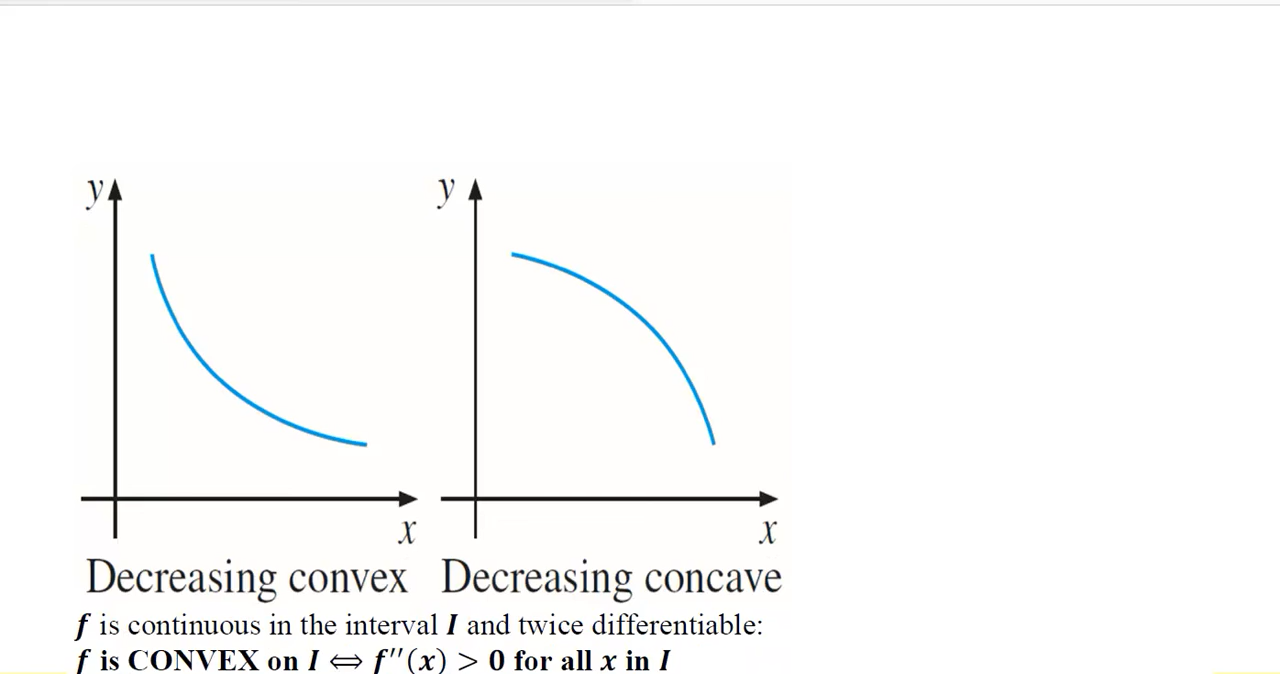 y y
x x
Decreasing convex Decreasing concave
f is continuous in the interval I and twice differentiable:
f is CONVEX on I ⇔ f″(x) > 0 for all x in I